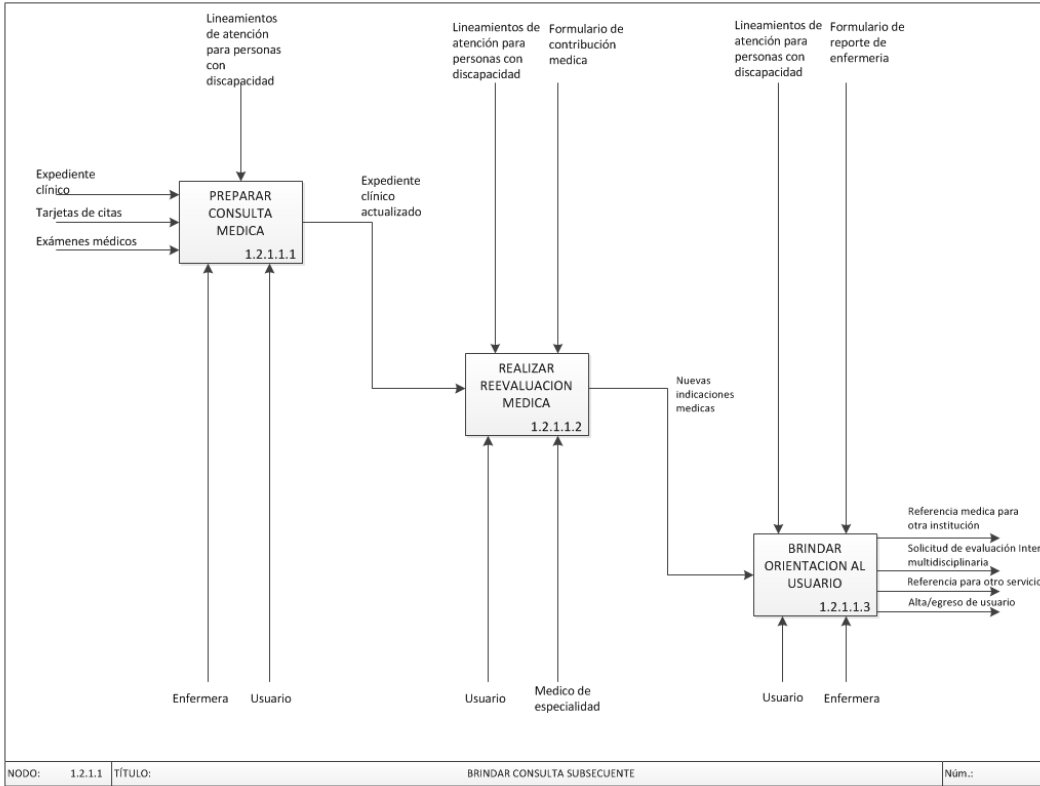 Lineamientos
de atención
para personas
con
discapacidad
Lineamientos de
atención para
personas con
discapacidad
Formulario de
contribución
medica
Lineamientos de
atención para
personas con
discapacidad
Formulario de
reporte de
enfermeria
Expediente
clínico
Tarjetas de citas
Exámenes médicos
PREPARAR
CONSULTA
MEDICA
1.2.1.1.1
Expediente
clínico
actualizado
REALIZAR
REEVALUACION
MEDICA
1.2.1.1.2
Nuevas
indicaciones
medicas
BRINDAR
ORIENTACION AL
USUARIO
1.2.1.1.3
Referencia medica para
otra institución
Solicitud de evaluación Inter
multidisciplinaria
Referencia para otro servicio
Alta/egreso de usuario
Enfermera
Usuario
Usuario
Medico de
especialidad
Usuario
Enfermera
NODO: 1.2.1.1 TÍTULO: BRINDAR CONSULTA SUBSECUENTE Núm.: